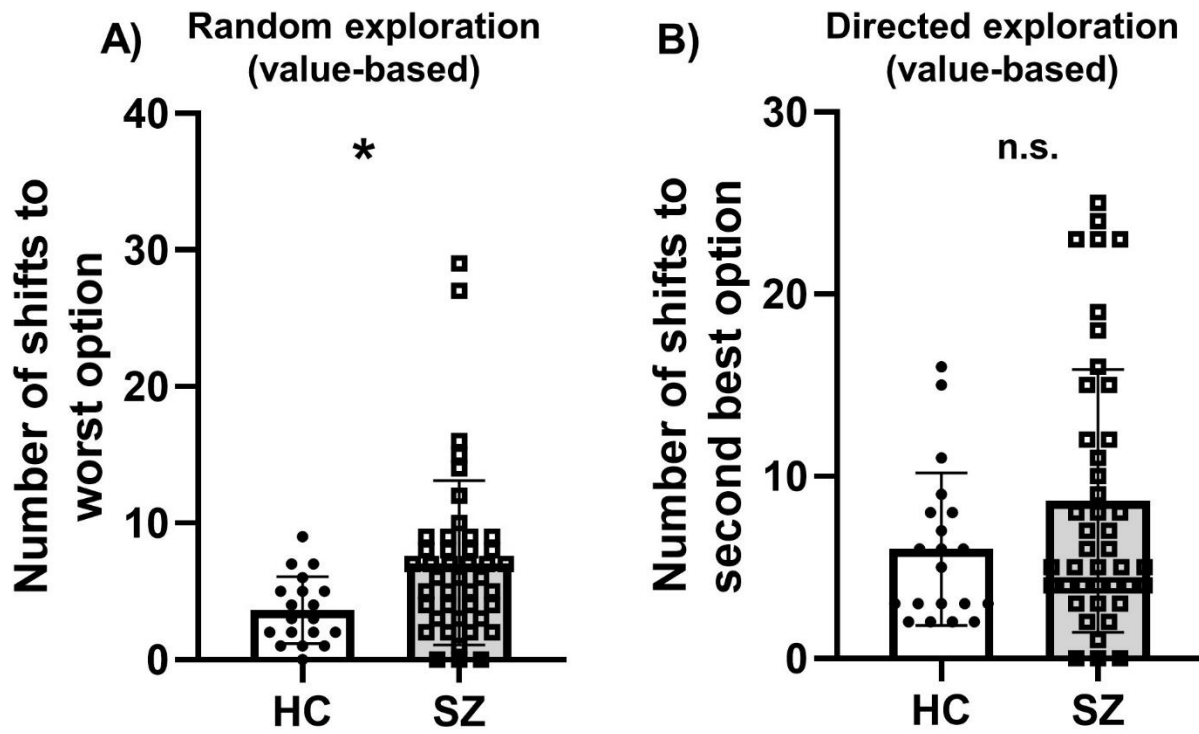 A)
Random exploration
(value-based)
Number of shifts to
worst option
40
30
20
10
0
*
HC
SZ
B)
Directed exploration
(value-based)
Number of shifts to
second best option
30
20
10
0
n.s.
HC
SZ